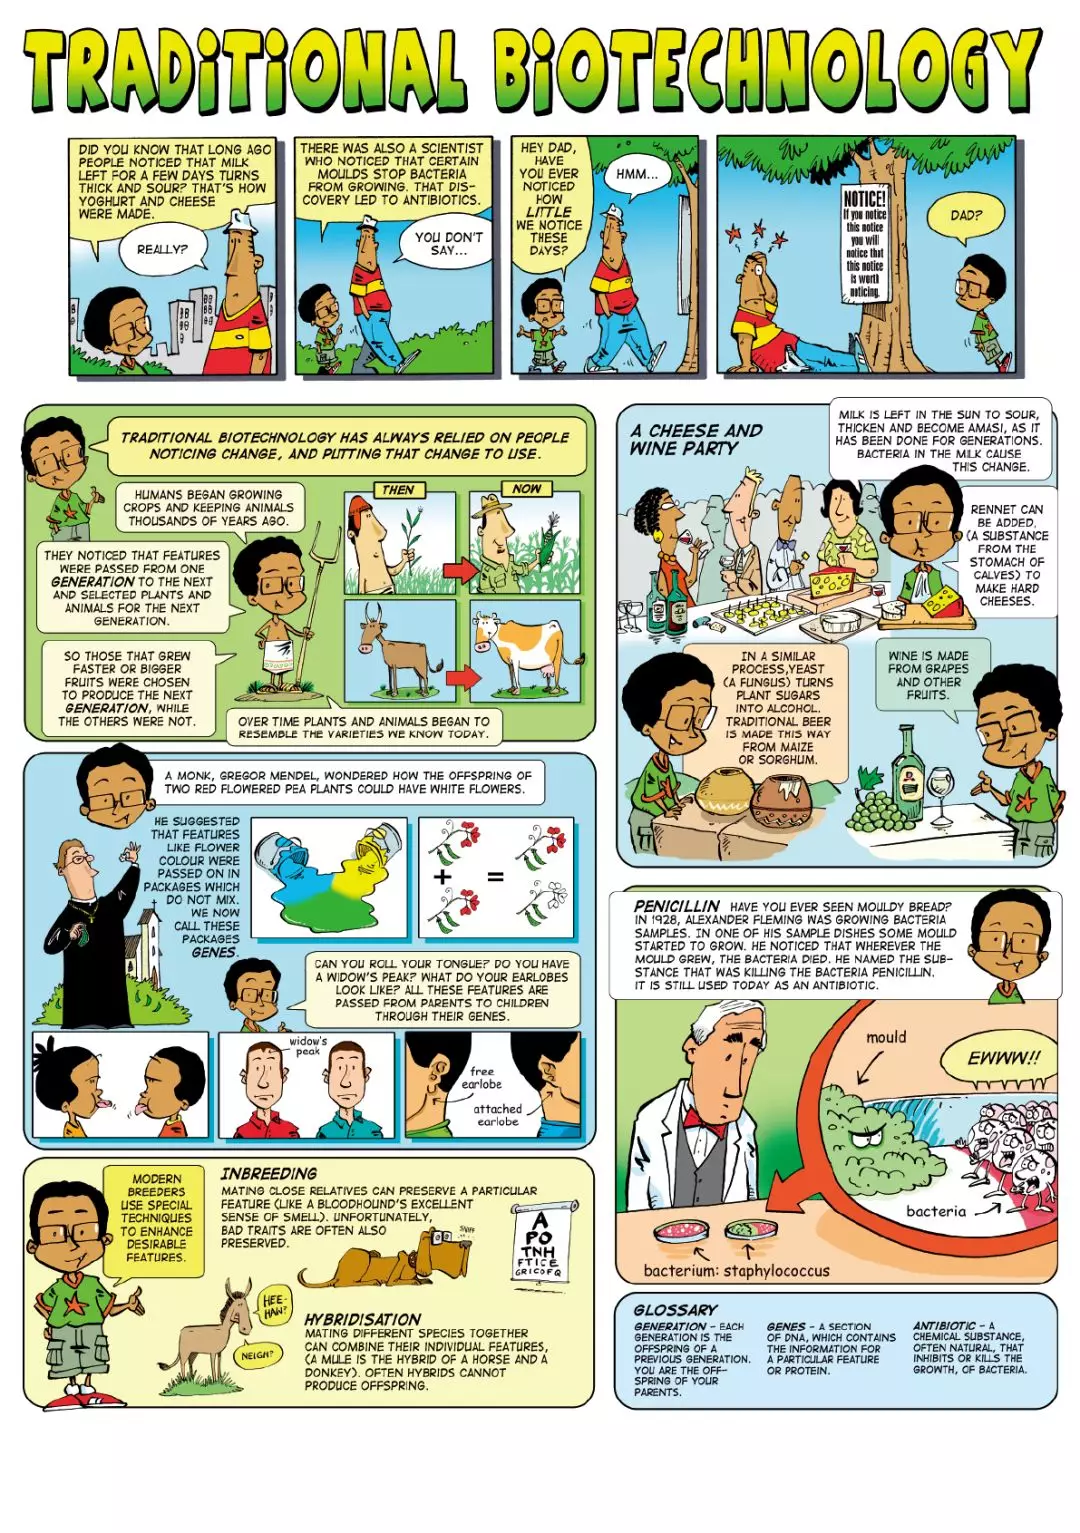 TRADITIONAL BIOTECHNOLOGY
DID YOU KNOW THAT LONG AGO
PEOPLE NOTICED THAT MILK
LEFT FOR A FEW DAYS TURNS
THICK AND SOUR? THAT'S HOW
YOGHURT AND CHEESE
WERE MADE.
REALLY?
THERE WAS ALSO A SCIENTIST
WHO NOTICED THAT CERTAIN
MOULDS STOP BACTERIA
FROM GROWING. THAT DIS-
COVERY LED TO ANTIBIOTICS.
YOU DON'T
SAY...
HEY DAD,
HAVE
YOU EVER
NOTICED
HOW
LITTLE
WE NOTICE
THESE
DAYS?
HMM...
NOTICE!
If you notice
this notice
you will
notice that
this notice
is worth
noticing.
DAD?
TRADITIONAL BIOTECHNOLOGY HAS ALWAYS RELIED ON PEOPLE
NOTICING CHANGE, AND PUTTING THAT CHANGE TO USE.
HUMANS BEGAN GROWING
CROPS AND KEEPING ANIMALS
THOUSANDS OF YEARS AGO.
THEY NOTICED THAT FEATURES
WERE PASSED FROM ONE
GENERATION TO THE NEXT
AND SELECTED PLANTS AND
ANIMALS FOR THE NEXT
GENERATION.
SO THOSE THAT GREW
FASTER OR BIGGER
FRUITS WERE CHOSEN
TO PRODUCE THE NEXT
GENERATION, WHILE
THE OTHERS WERE NOT.
THEN
NOW
OVER TIME PLANTS AND ANIMALS BEGAN TO
RESEMBLE THE VARIETIES WE KNOW TODAY.
A CHEESE AND
WINE PARTY
MILK IS LEFT IN THE SUN TO SOUR,
THICKEN AND BECOME AMASI, AS IT
HAS BEEN DONE FOR GENERATIONS.
BACTERIA IN THE MILK CAUSE
THIS CHANGE.
RENNET CAN
BE ADDED,
(A SUBSTANCE
FROM THE
STOMACH OF
CALVES) TO
MAKE HARD
CHEESES.
IN A SIMILAR
PROCESS,YEAST
(A FUNGUS) TURNS
PLANT SUGARS
INTO ALCOHOL.
TRADITIONAL BEER
IS MADE THIS WAY
FROM MAIZE
OR SORGHUM.
WINE IS MADE
FROM GRAPES
AND OTHER
FRUITS.
A MONK, GREGOR MENDEL, WONDERED HOW THE OFFSPRING OF
TWO RED FLOWERED PEA PLANTS COULD HAVE WHITE FLOWERS.
HE SUGGESTED
THAT FEATURES
LIKE FLOWER
COLOUR WERE
PASSED ON IN
PACKAGES WHICH
DO NOT MIX.
WE NOW
CALL THESE
PACKAGES
GENES.
+ =
CAN YOU ROLL YOUR TONGUE? DO YOU HAVE
A WIDOW'S PEAK? WHAT DO YOUR EARLOBES
LOOK LIKE? ALL THESE FEATURES ARE
PASSED FROM PARENTS TO CHILDREN
THROUGH THEIR GENES.
widow's
peak
free
earlobe
attached
earlobe
PENICILLIN HAVE YOU EVER SEEN MOULDY BREAD?
IN 1928, ALEXANDER FLEMING WAS GROWING BACTERIA
SAMPLES. IN ONE OF HIS SAMPLE DISHES SOME MOULD
STARTED TO GROW. HE NOTICED THAT WHEREVER THE
MOULD GREW, THE BACTERIA DIED. HE NAMED THE SUB-
STANCE THAT WAS KILLING THE BACTERIA PENICILLIN.
IT IS STILL USED TODAY AS AN ANTIBIOTIC.
mould
EWWW!!
bacteria
bacterium: staphylococcus
MODERN
BREEDERS
USE SPECIAL
TECHNIQUES
TO ENHANCE
DESIRABLE
FEATURES.
INBREEDING
MATING CLOSE RELATIVES CAN PRESERVE A PARTICULAR
FEATURE (LIKE A BLOODHOUND'S EXCELLENT
SENSE OF SMELL). UNFORTUNATELY,
BAD TRAITS ARE OFTEN ALSO
PRESERVED.
SNIFF
A
PO
TNH
FTICE
GRICOFQ
HEE-
HAW?
NEIGH?
HYBRIDISATION
MATING DIFFERENT SPECIES TOGETHER
CAN COMBINE THEIR INDIVIDUAL FEATURES,
(A MULE IS THE HYBRID OF A HORSE AND A
DONKEY). OFTEN HYBRIDS CANNOT
PRODUCE OFFSPRING.
GLOSSARY
GENERATION - EACH
GENERATION IS THE
OFFSPRING OF A
PREVIOUS GENERATION.
YOU ARE THE OFF-
SPRING OF YOUR
PARENTS.
GENES - A SECTION
OF DNA, WHICH CONTAINS
THE INFORMATION FOR
A PARTICULAR FEATURE
OR PROTEIN.
ANTIBIOTIC - A
CHEMICAL SUBSTANCE,
OFTEN NATURAL, THAT
INHIBITS OR KILLS THE
GROWTH, OF BACTERIA.